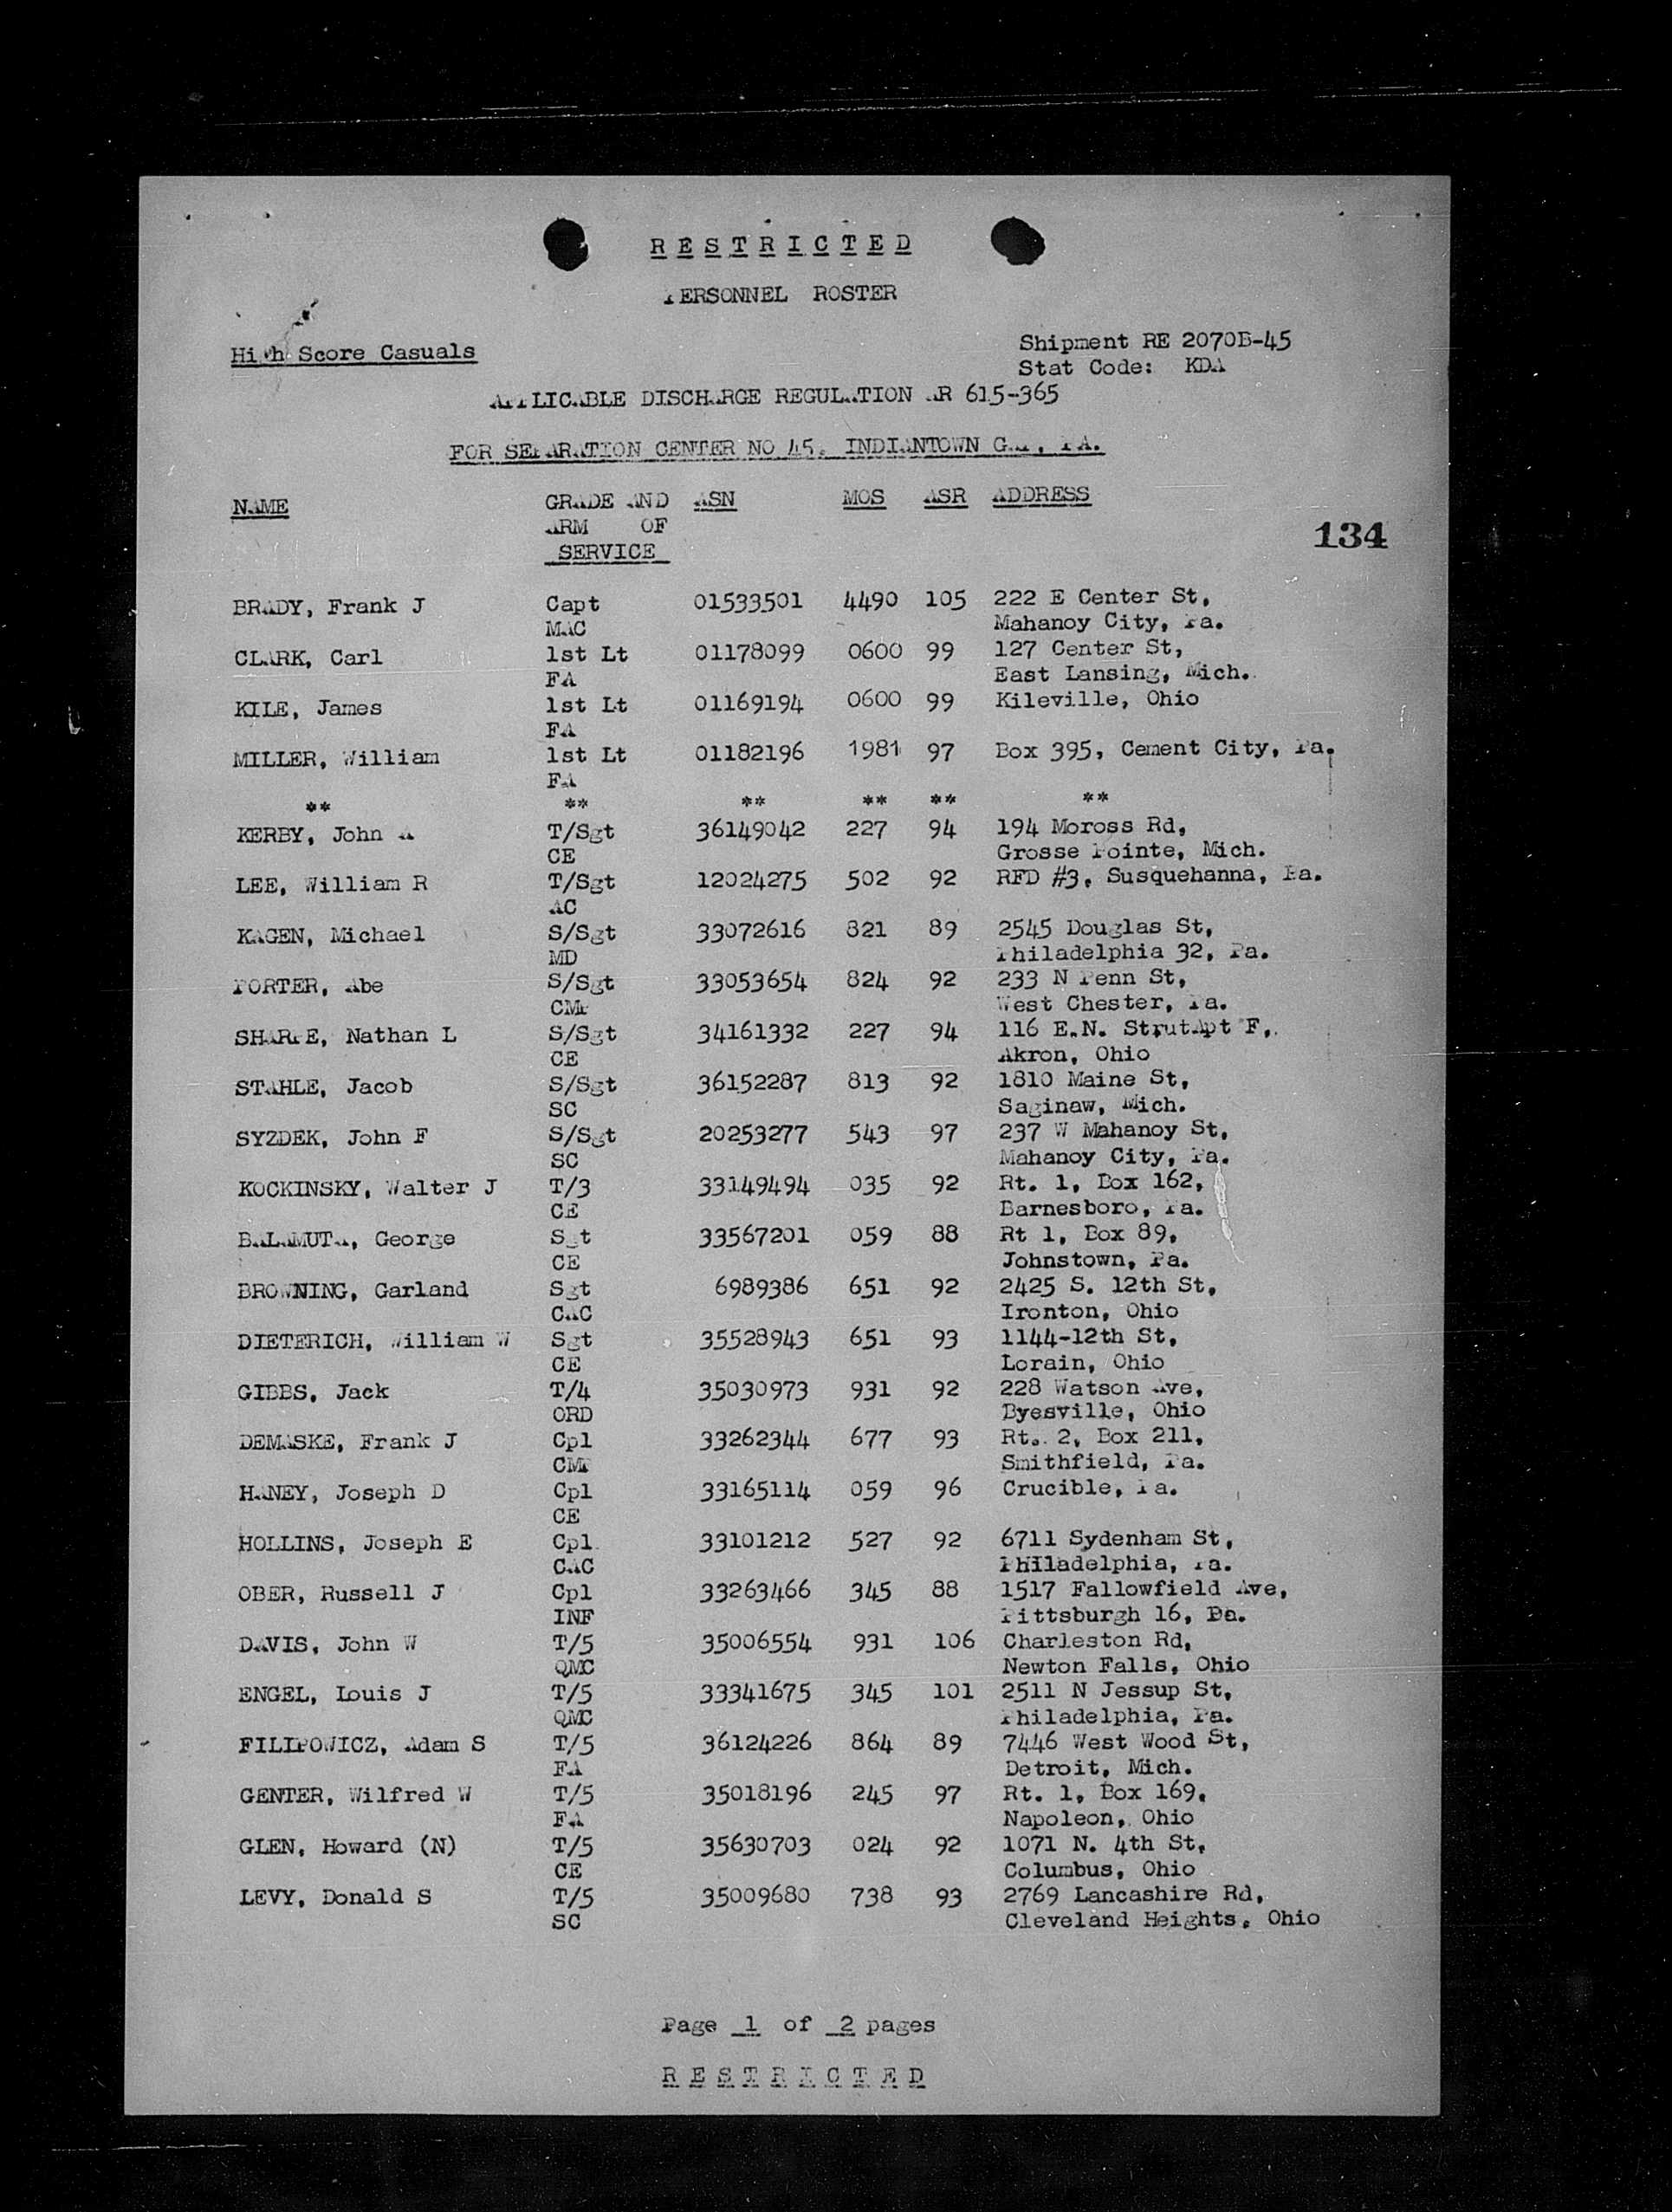 RESTRICTED
PERSONNEL ROSTER
High Score Casuals
Shipment RE 2070B-45
Stat Code: KDA
APPLICABLE DISCHARGE REGULATION AR 615-365
FOR SEPARATION CENTER NO 45, INDIANTOWN GAP, PA.
NAME GRADE AND ASN MOS ASR ADDRESS
ARM OF
SERVICE
134
BRADY, Frank J Capt 01533501 4490 105 222 E Center St,
MAC Mahanoy City, Pa.
CLARK, Carl 1st Lt 01178099 0600 99 127 Center St,
FA East Lansing, Mich.
KILE, James 1st Lt 01169194 0600 99 Kileville, Ohio
FA
MILLER, William 1st Lt 01182196 1981 97 Box 395, Cement City, Pa.
FA
** ** ** ** ** **
KERBY, John A T/Sgt 36149042 227 94 194 Moross Rd,
CE Grosse Pointe, Mich.
LEE, William R T/Sgt 12024275 502 92 RFD #3, Susquehanna, Pa.
AC
KAGEN, Michael S/Sgt 33072616 821 89 2545 Douglas St,
MD Philadelphia 32, Pa.
PORTER, Abe S/Sgt 33053654 824 92 233 N Penn St,
CMP West Chester, Pa.
SHARPE, Nathan L S/Sgt 34161332 227 94 116 E.N. Strut.Apt F,
CE Akron, Ohio
STAHLE, Jacob S/Sgt 36152287 813 92 1810 Maine St,
SC Saginaw, Mich.
SYZDEK, John F S/Sgt 20253277 543 97 237 W Mahanoy St,
SC Mahanoy City, Pa.
KOCKINSKY, Walter J T/3 33149494 035 92 Rt. 1, Box 162,
CE Barnesboro, Pa.
BALAMUTA, George Sgt 33567201 059 88 Rt 1, Box 89,
CE Johnstown, Pa.
BROWNING, Garland Sgt 6989386 651 92 2425 S. 12th St,
CAC Ironton, Ohio
DIETERICH, William W Sgt 35528943 651 93 1144-12th St,
CE Lorain, Ohio
GIBBS, Jack T/4 35030973 931 92 228 Watson Ave,
ORD Byesville, Ohio
DEMASKE, Frank J Cpl 33262344 677 93 Rt. 2, Box 211,
CMP Smithfield, Pa.
HANEY, Joseph D Cpl 33165114 059 96 Crucible, Pa.
CE
HOLLINS, Joseph E Cpl 33101212 527 92 6711 Sydenham St,
CAC Philadelphia, Pa.
OBER, Russell J Cpl 33263466 345 88 1517 Fallowfield Ave,
INF Pittsburgh 16, Pa.
DAVIS, John W T/5 35006554 931 106 Charleston Rd,
QMC Newton Falls, Ohio
ENGEL, Louis J T/5 33341675 345 101 2511 N Jessup St,
QMC Philadelphia, Pa.
FILIPOWICZ, Adam S T/5 36124226 864 89 7446 West Wood St,
FA Detroit, Mich.
GENTER, Wilfred W T/5 35018196 245 97 Rt. 1, Box 169,
FA Napoleon, Ohio
GLEN, Howard (N) T/5 35630703 024 92 1071 N. 4th St,
CE Columbus, Ohio
LEVY, Donald S T/5 35009680 738 93 2769 Lancashire Rd,
SC Cleveland Heights, Ohio
Page 1 of 2 pages
RESTRICTED